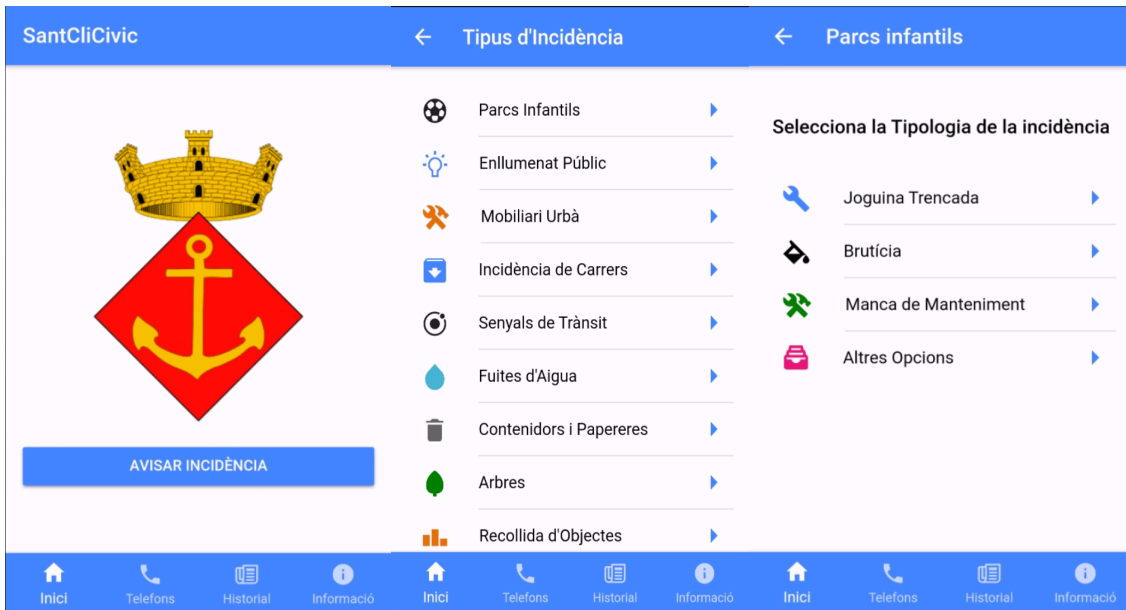 SantCliCivic
AVISAR INCIDÈNCIA
Inici
Telefons
Historial
Informació
Tipus d'Incidència
Parcs Infantils
Enllumenat Públic
Mobiliari Urbà
Incidència de Carrers
Senyals de Trànsit
Fuites d'Aigua
Contenidors i Papereres
Arbres
Recollida d'Objectes
Inici
Telefons
Historial
Informació
Parcs infantils
Selecciona la Tipologia de la incidència
Joguina Trencada
Brutícia
Manca de Manteniment
Altres Opcions
Inici
Telefons
Historial
Informació